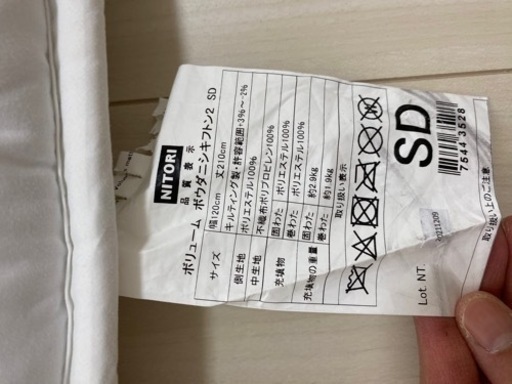 NITORI
品質表示
ボリューム ボウダニシキフトン2 SD
サイズ 幅120cm 丈210cm
キルティング製・許容範囲+3%~-2%
側生地 ポリエステル100%
中生地 不織布ポリプロピレン100%
充填物 固わた ポリエステル100%
巻わた ポリエステル100%
充填物の重量 固わた 約2.9kg
巻わた 約1.9kg
取り扱い表示
SD
7544 3528
Lot. NT.
取り扱い上のご注意